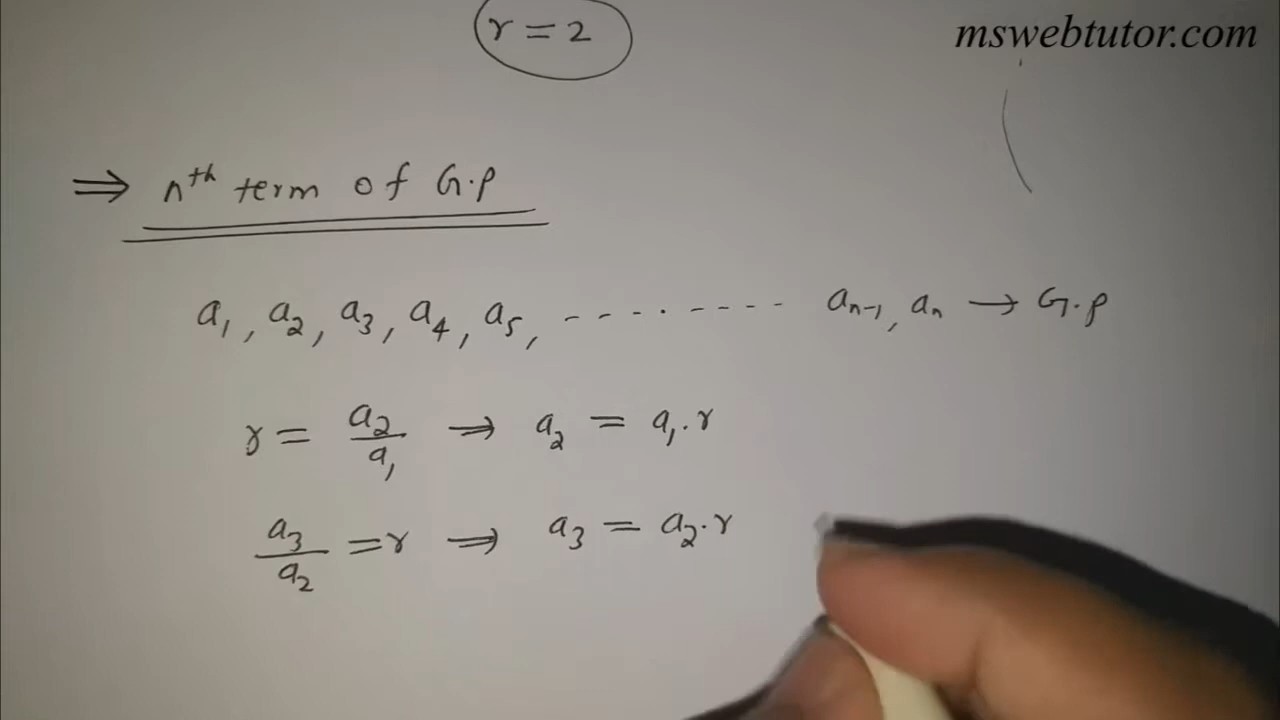 r = 2
mswebtutor.com
⇒ nth term of G.P
a1, a2, a3, a4, a5, --------- an-1, an → G.P
r = a2/a1 ⇒ a2 = a1.r
a3/a2 = r ⇒ a3 = a2.r